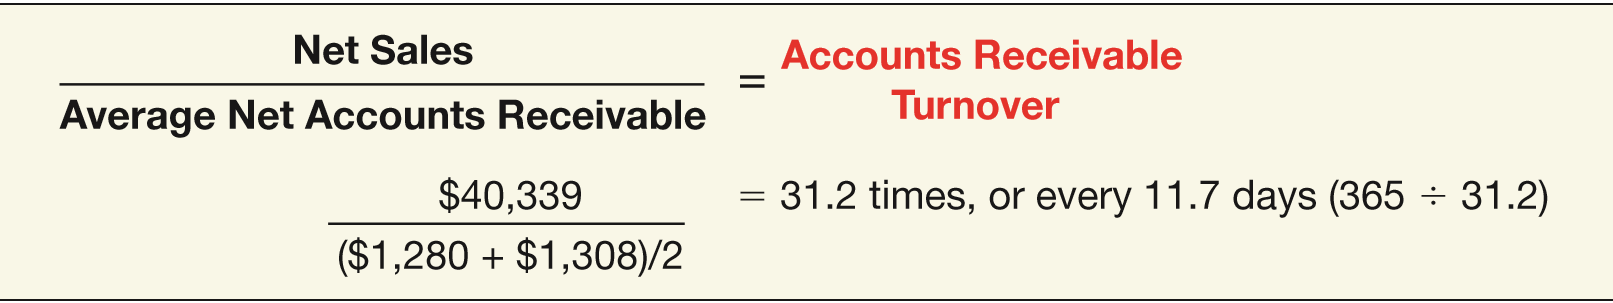 Net Sales
Average Net Accounts Receivable
=
Accounts Receivable
Turnover
$40,339
($1,280 + $1,308)/2
= 31.2 times, or every 11.7 days (365 ÷ 31.2)